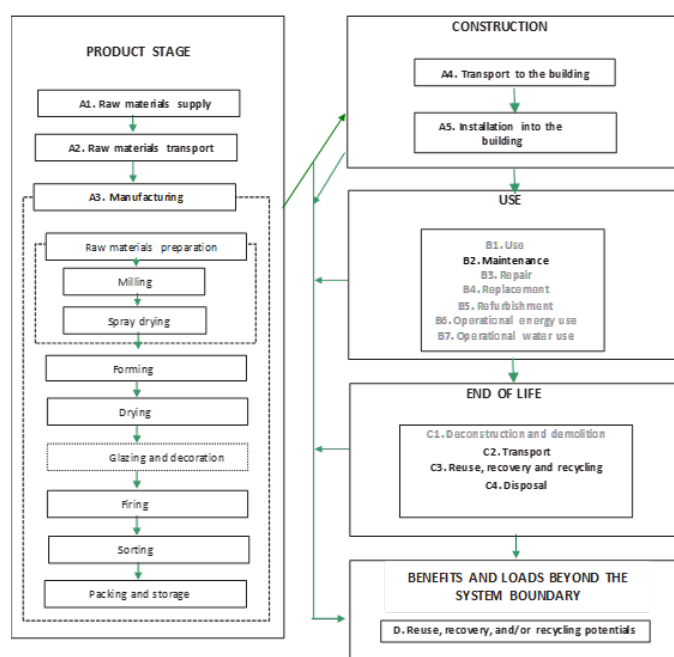 PRODUCT STAGE
A1. Raw materials supply
A2. Raw materials transport
A3. Manufacturing
Raw materials preparation
Milling
Spray drying
Forming
Drying
Glazing and decoration
Firing
Sorting
Packing and storage
CONSTRUCTION
A4. Transport to the building
A5. Installation into the
building
USE
B1. Use
B2. Maintenance
B3. Repair
B4. Replacement
B5. Refurbishment
B6. Operational energy use
B7. Operational water use
END OF LIFE
C1. Deconstruction and demolition
C2. Transport
C3. Reuse, recovery and recycling
C4. Disposal
BENEFITS AND LOADS BEYOND THE
SYSTEM BOUNDARY
D. Reuse, recovery, and/or recycling potentials